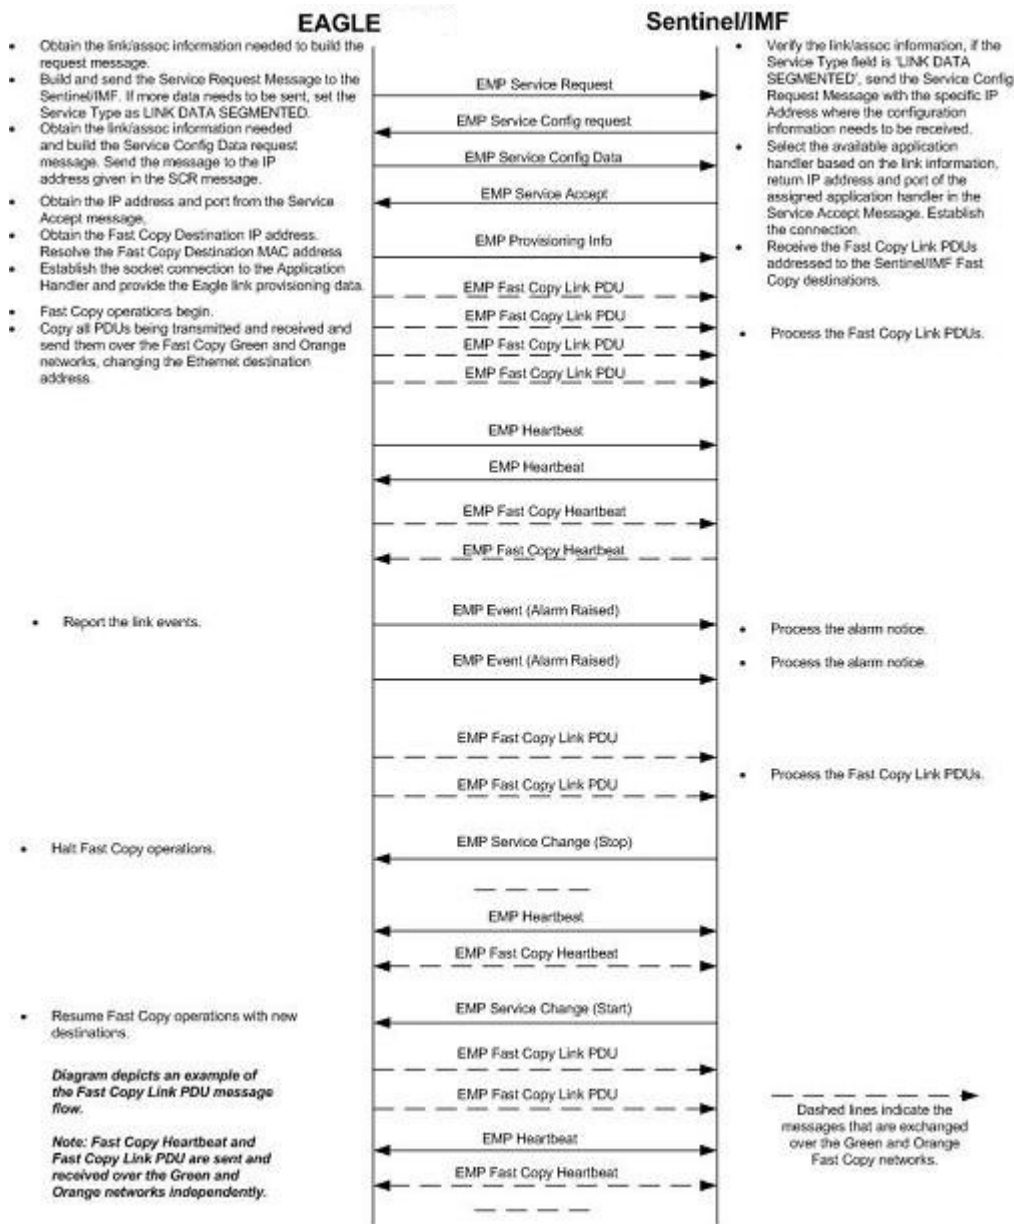 EAGLE
Sentinel/IMF
• Obtain the link/assoc information needed to build the
request message.
• Build and send the Service Request Message to the
Sentinel/IMF. If more data needs to be sent, set the
Service Type as LINK DATA SEGMENTED.
• Obtain the link/assoc information needed
and build the Service Config Data request
message. Send the message to the IP
address given in the SCR message.
• Obtain the IP address and port from the Service
Accept message,
• Obtain the Fast Copy Destination IP address.
Resolve the Fast Copy Destination MAC address
• Establish the socket connection to the Application
Handler and provide the Eagle link provisioning data.
• Fast Copy operations begin.
• Copy all PDUs being transmitted and received and
send them over the Fast Copy Green and Orange
networks, changing the Ethernet destination
address.
• Report the link events.
• Halt Fast Copy operations.
• Resume Fast Copy operations with new
destinations.
Diagram depicts an example of
the Fast Copy Link PDU message
flow.
Note: Fast Copy Heartbeat and
Fast Copy Link PDU are sent and
received over the Green and
Orange networks independently.
EMP Service Request
EMP Service Config request
EMP Service Config Data
EMP Service Accept
EMP Provisioning Info
EMP Fast Copy Link PDU
EMP Fast Copy Link PDU
EMP Fast Copy Link PDU
EMP Fast Copy Link PDU
EMP Heartbeat
EMP Heartbeat
EMP Fast Copy Heartbeat
EMP Fast Copy Heartbeat
EMP Event (Alarm Raised)
EMP Event (Alarm Raised)
EMP Fast Copy Link PDU
EMP Fast Copy Link PDU
EMP Service Change (Stop)
EMP Heartbeat
EMP Fast Copy Heartbeat
EMP Service Change (Start)
EMP Fast Copy Link PDU
EMP Fast Copy Link PDU
EMP Heartbeat
EMP Fast Copy Heartbeat
• Verify the link/assoc information, if the
Service Type field is 'LINK DATA
SEGMENTED', send the Service Config
Request Message with the specific IP
Address where the configuration
information needs to be received.
• Select the available application
handler based on the link information,
return IP address and port of the
assigned application handler in the
Service Accept Message. Establish
the connection.
• Receive the Fast Copy Link PDUs
addressed to the Sentinel/IMF Fast
Copy destinations.
• Process the Fast Copy Link PDUs.
• Process the alarm notice.
• Process the alarm notice.
• Process the Fast Copy Link PDUs.
Dashed lines indicate the
messages that are exchanged
over the Green and Orange
Fast Copy networks.